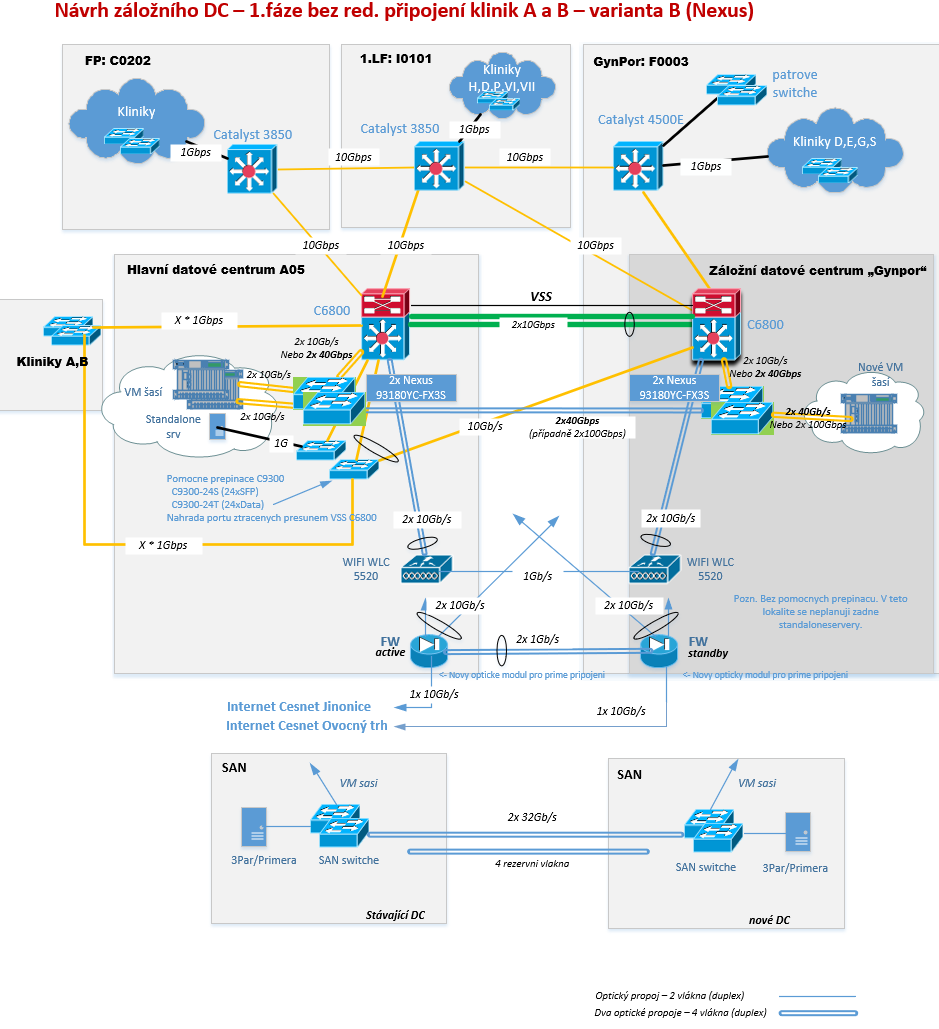 Návrh záložního DC – 1.fáze bez red. připojení klinik A a B – varianta B (Nexus)
FP: C0202
Kliniky
1Gbps
Catalyst 3850
10Gbps
1.LF: I0101
Kliniky
H,D.P,VI,VII
Catalyst 3850
1Gbps
10Gbps
GynPor: F0003
patrove
switche
Catalyst 4500E
Kliniky D,E,G,S
1Gbps
10Gbps
10Gbps
10Gbps
Hlavní datové centrum A05
Záložní datové centrum „Gynpor“
C6800
VSS
2x10Gbps
C6800
X * 1Gbps
Kliniky A,B
2x 10Gb/s
Nebo 2x 40Gbps
2x 10Gb/s
Nebo 2x 40Gbps
VM šasí
2x 10Gb/s
2x 10Gb/s
Standalone
srv
1G
2x Nexus
93180YC-FX3S
2x Nexus
93180YC-FX3S
Nové VM
šasí
2x 40Gb/s
Nebo 2x 100Gbps
2x40Gbps
(případně 2x100Gbps)
10Gb/s
Pomocne prepinace C9300
C9300-24S (24xSFP)
C9300-24T (24xData)
Nahrada portu ztracenych presunem VSS C6800
X * 1Gbps
2x 10Gb/s
2x 10Gb/s
WIFI WLC
5520
1Gb/s
WIFI WLC
5520
2x 10Gb/s
2x 10Gb/s
Pozn. Bez pomocnych prepinacu. V teto
lokalite se neplanuji zadne
standaloneservery.
FW
active
2x 1Gb/s
FW
standby
<- Novy opticke modul pro prime pripojení
<- Nový optický modul pro prime pripojení
1x 10Gb/s
1x 10Gb/s
Internet Cesnet Jinonice
Internet Cesnet Ovocný trh
SAN
VM sasi
3Par/Primera
SAN switche
Stávající DC
2x 32Gb/s
4 rezervni vlakna
SAN
VM sasi
SAN switche
3Par/Primera
nové DC
Optický propoj – 2 vlákna (duplex)
Dva optické propoje – 4 vlákna (duplex)